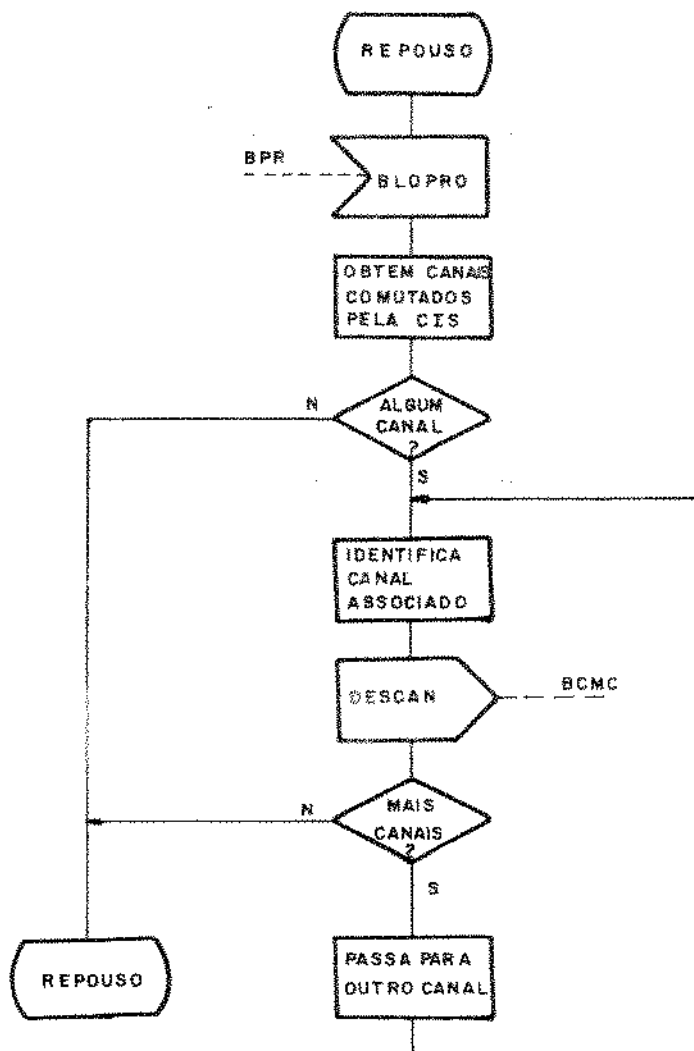 REPOUSO
BPR
BLOPRO
OBTEM CANAIS
COMUTADOS
PELA CIS
N
ALGUM
CANAL
?
S
IDENTIFICA
CANAL
ASSOCIADO
DESCAN
BCMC
N
MAIS
CANAIS
?
S
REPOUSO
PASSA PARA
OUTRO CANAL